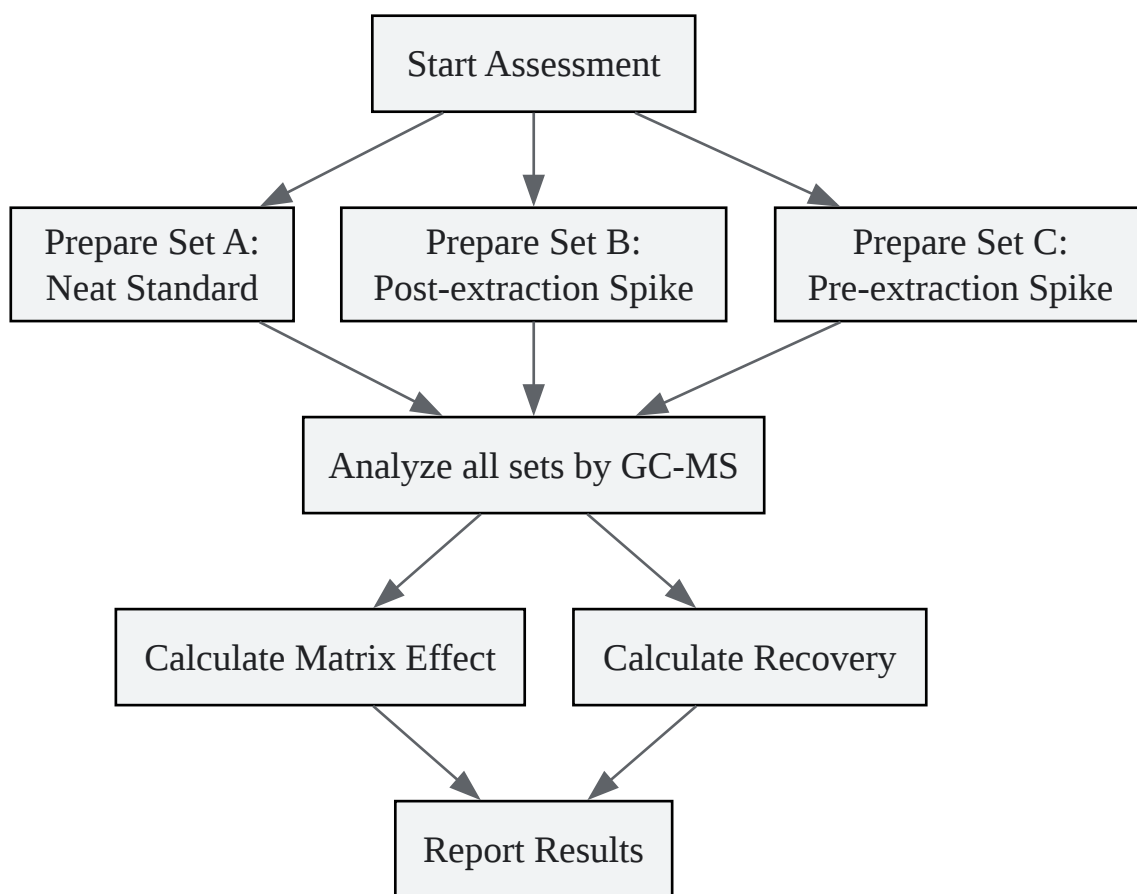 Start Assessment
Prepare Set A:
Neat Standard
Prepare Set B:
Post-extraction Spike
Prepare Set C:
Pre-extraction Spike
Analyze all sets by GC-MS
Calculate Matrix Effect
Calculate Recovery
Report Results